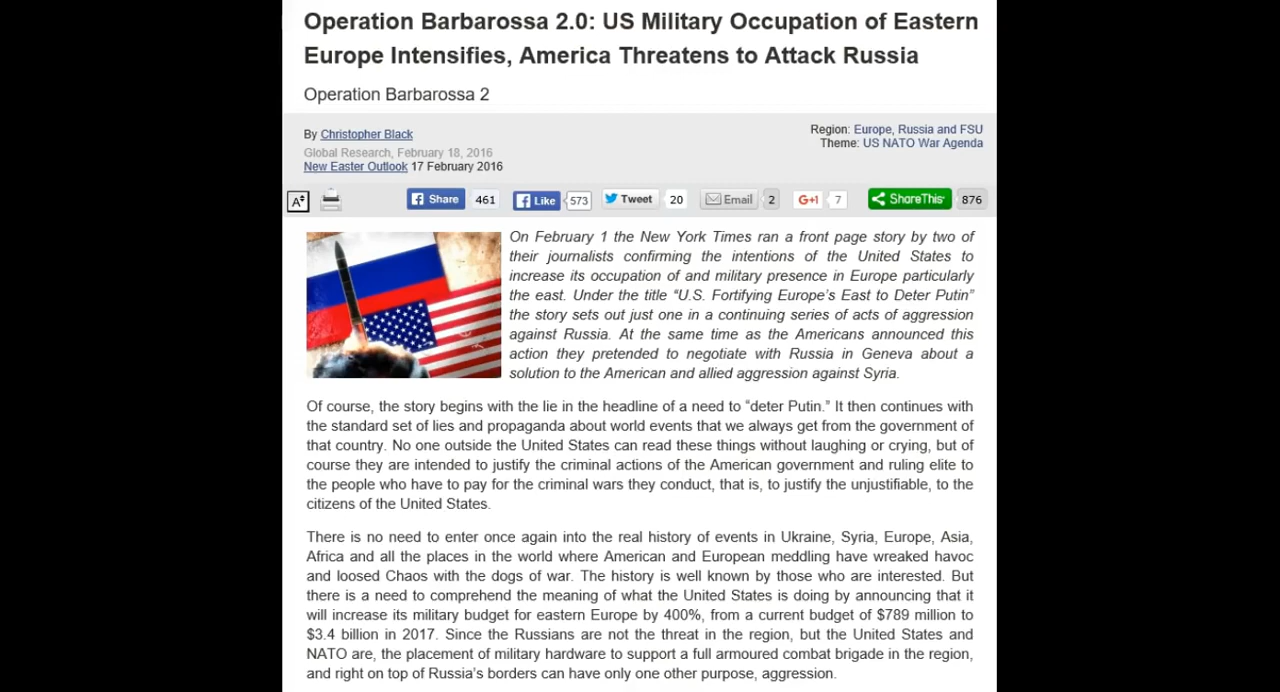 Operation Barbarossa 2.0: US Military Occupation of Eastern
Europe Intensifies, America Threatens to Attack Russia
Operation Barbarossa 2
By Christopher Black
Global Research, February 18, 2016
New Easter Outlook 17 February 2016
Region: Europe, Russia and FSU
Theme: US NATO War Agenda
A
Share 461 Like 573 Tweet 20 Email 2 G+1 7 ShareThis 876
On February 1 the New York Times ran a front page story by two of
their journalists confirming the intentions of the United States to
increase its occupation of and military presence in Europe particularly
the east. Under the title “U.S. Fortifying Europe’s East to Deter Putin”
the story sets out just one in a continuing series of acts of aggression
against Russia. At the same time as the Americans announced this
action they pretended to negotiate with Russia in Geneva about a
solution to the American and allied aggression against Syria.
Of course, the story begins with the lie in the headline of a need to “deter Putin.” It then continues with
the standard set of lies and propaganda about world events that we always get from the government of
that country. No one outside the United States can read these things without laughing or crying, but of
course they are intended to justify the criminal actions of the American government and ruling elite to
the people who have to pay for the criminal wars they conduct, that is, to justify the unjustifiable, to the
citizens of the United States.
There is no need to enter once again into the real history of events in Ukraine, Syria, Europe, Asia,
Africa and all the places in the world where American and European meddling have wreaked havoc
and loosed Chaos with the dogs of war. The history is well known by those who are interested. But
there is a need to comprehend the meaning of what the United States is doing by announcing that it
will increase its military budget for eastern Europe by 400%, from a current budget of $789 million to
$3.4 billion in 2017. Since the Russians are not the threat in the region, but the United States and
NATO are, the placement of military hardware to support a full armoured combat brigade in the region,
and right on top of Russia’s borders can have only one other purpose, aggression.